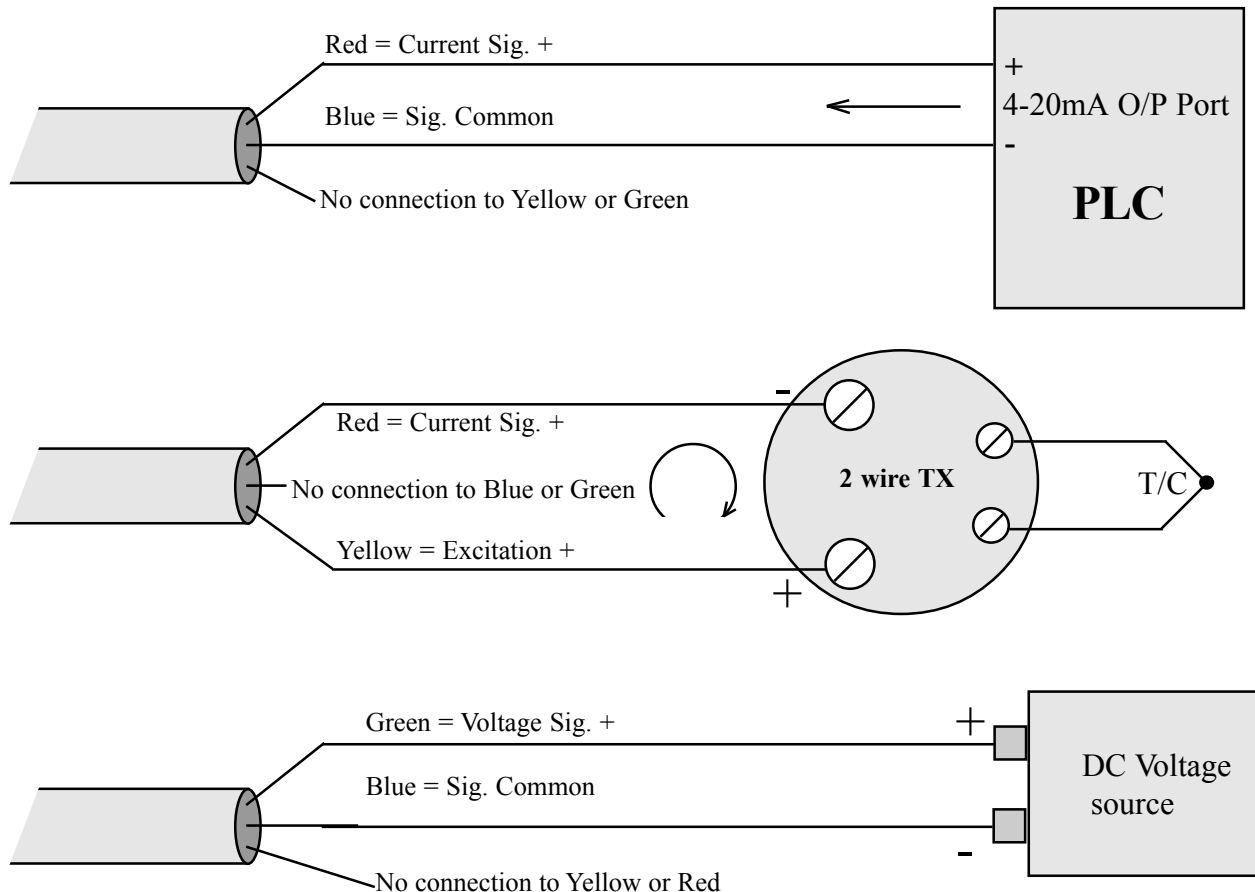 Red = Current Sig. +
+
4-20mA O/P Port
Blue = Sig. Common
-
PLC
No connection to Yellow or Green
-
Red = Current Sig. +
2 wire TX
T/C
No connection to Blue or Green
Yellow = Excitation +
+
Green = Voltage Sig. +
+
DC Voltage
source
Blue = Sig. Common
-
No connection to Yellow or Red